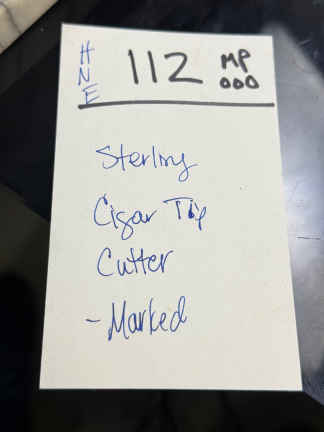 HNE 112 MP
000
Sterling
Cigar Tip
Cutter
- Marked